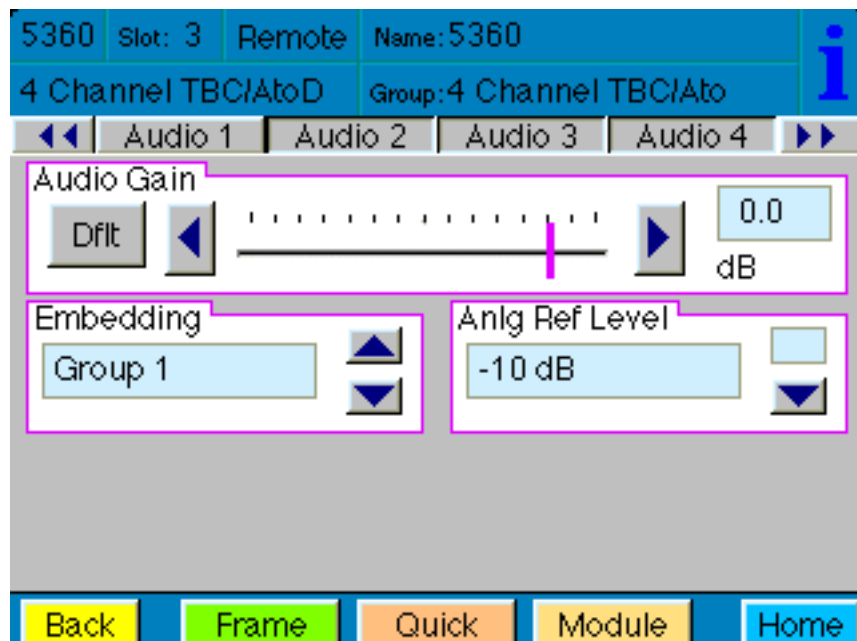 5360 Slot: 3 Remote Name:5360
4 Channel TBC/AtoD Group:4 Channel TBC/Ato
i
Audio 1 Audio 2 Audio 3 Audio 4
Audio Gain
Dflt
0.0
dB
Embedding
Group 1
Anlg Ref Level
-10 dB
Back Frame Quick Module Home